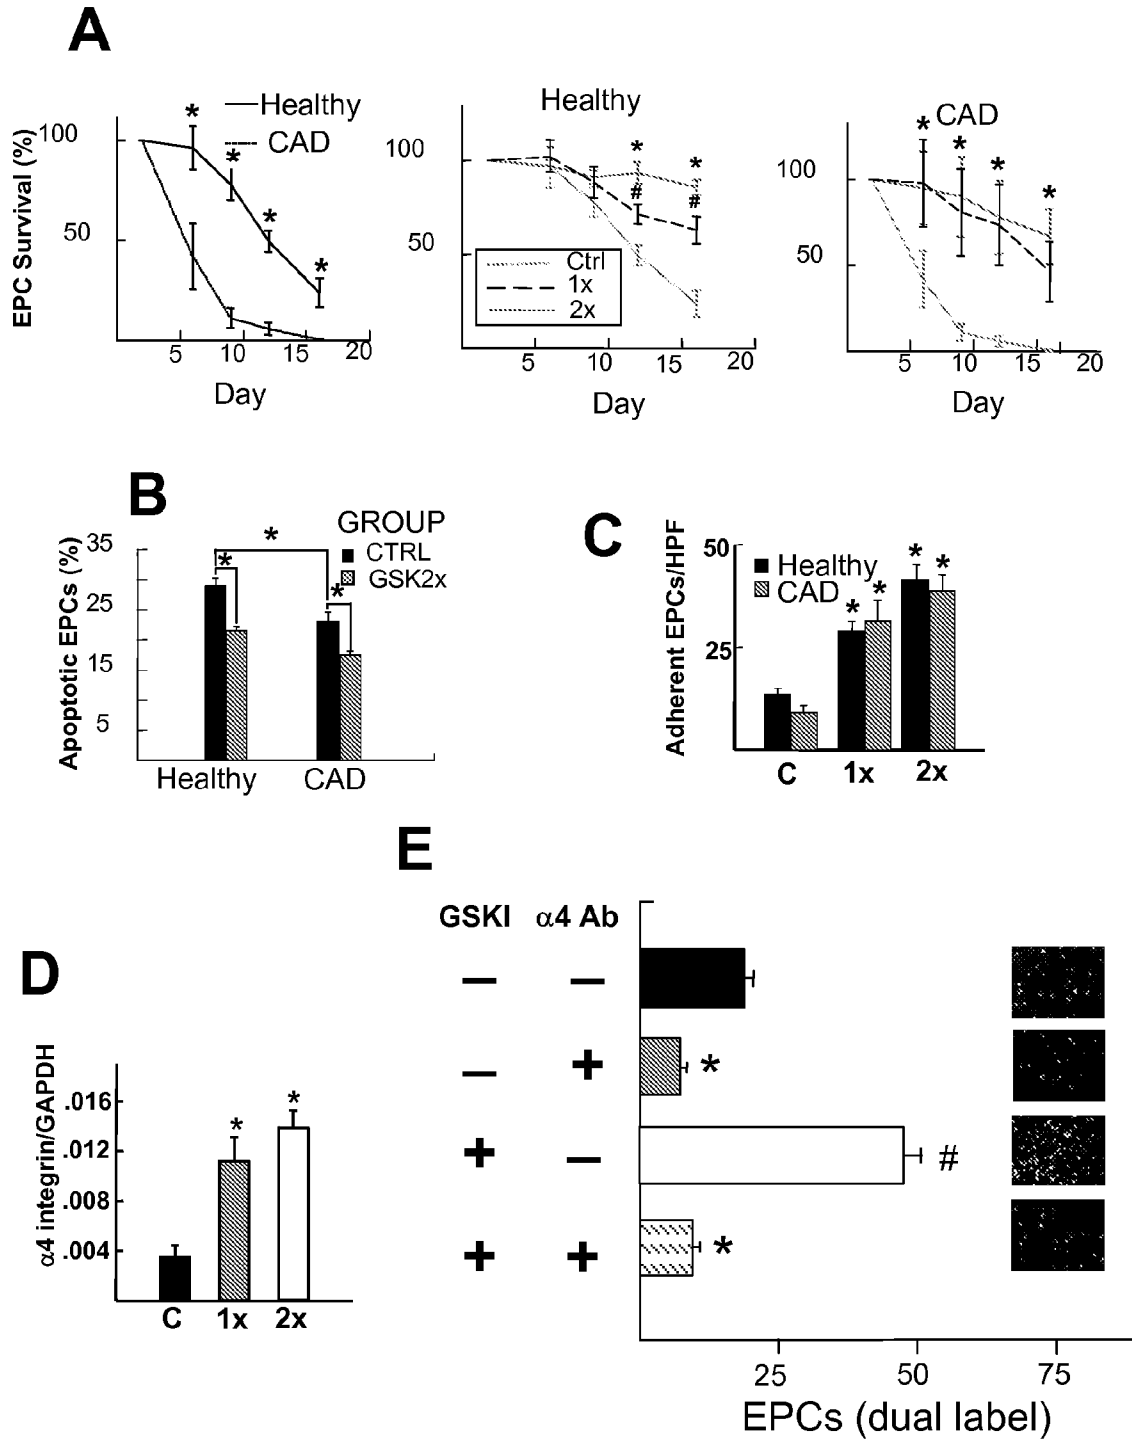 A
EPC Survival (%)
100
50
5
10
15
20
Day
* * * * *
Healthy
CAD
Healthy
100
50
* *
# #
Ctrl
1x
2x
5
10
15
20
Day
CAD
100
50
* * * *
5
10
15
20
Day
B
Apoptotic EPCs (%)
35
25
15
5
* * *
GROUP
CTRL
GSK2x
Healthy CAD
C
Adherent EPCs/HPF
50
25
Healthy
CAD
* * * *
C 1x 2x
D
α4 integrin/GAPDH
.016
.012
.008
.004
* *
C 1x 2x
E
GSKI α4 Ab
– –
– + *
+ – #
+ + *
25 50 75
EPCs (dual label)